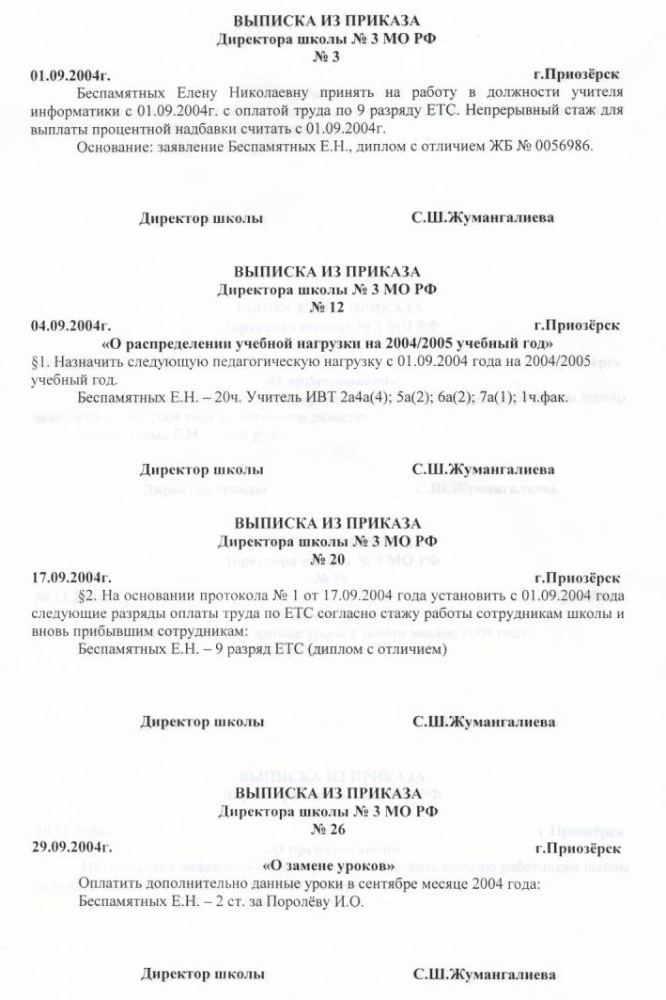 ВЫПИСКА ИЗ ПРИКАЗА
Директора школы № 3 МО РФ
№ 3
01.09.2004г. г.Приозёрск
Беспамятных Елену Николаевну принять на работу в должности учителя
информатики с 01.09.2004г. с оплатой труда по 9 разряду ЕТС. Непрерывный стаж для
выплаты процентной надбавки считать с 01.09.2004г.
Основание: заявление Беспамятных Е.Н., диплом с отличием ЖБ № 0056986.
Директор школы С.Ш.Жумангалиева
ВЫПИСКА ИЗ ПРИКАЗА
Директора школы № 3 МО РФ
№ 12
04.09.2004г. г.Приозёрск
«О распределении учебной нагрузки на 2004/2005 учебный год»
§1. Назначить следующую педагогическую нагрузку с 01.09.2004 года на 2004/2005
учебный год.
Беспамятных Е.Н. – 20ч. Учитель ИВТ 2а4а(4); 5а(2); 6а(2); 7а(1); 1ч.фак.
Директор школы С.Ш.Жумангалиева
ВЫПИСКА ИЗ ПРИКАЗА
Директора школы № 3 МО РФ
№ 20
17.09.2004г. г.Приозёрск
§2. На основании протокола № 1 от 17.09.2004 года установить с 01.09.2004 года
следующие разряды оплаты труда по ЕТС согласно стажу работы сотрудникам школы и
вновь прибывшим сотрудникам:
Беспамятных Е.Н. – 9 разряд ЕТС (диплом с отличием)
Директор школы С.Ш.Жумангалиева
ВЫПИСКА ИЗ ПРИКАЗА
Директора школы № 3 МО РФ
№ 26
29.09.2004г. г.Приозёрск
«О замене уроков»
Оплатить дополнительно данные уроки в сентябре месяце 2004 года:
Беспамятных Е.Н. – 2 ст. за Поролёву И.О.
Директор школы С.Ш.Жумангалиева